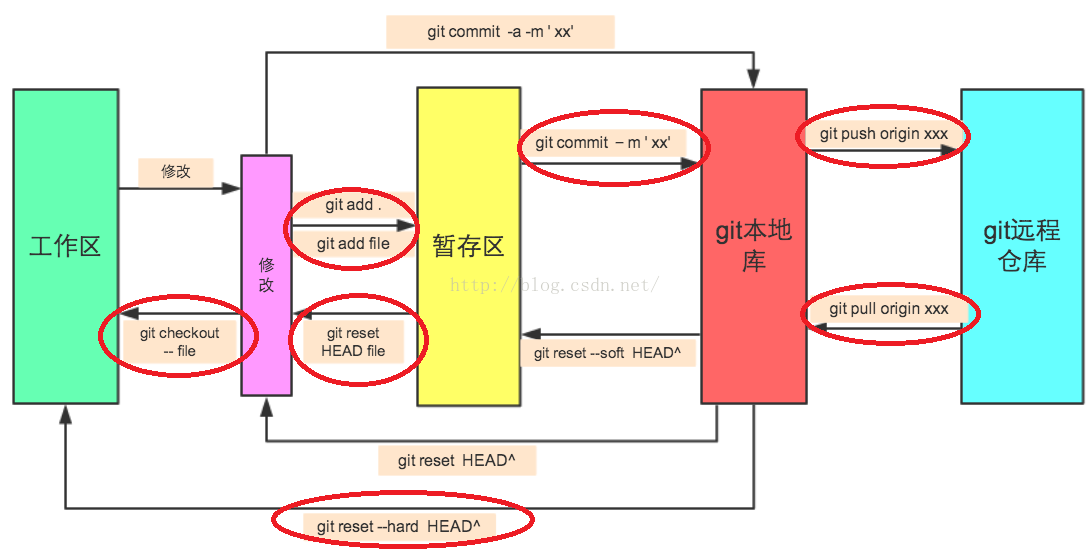 git commit -a -m ' xx'
git commit – m ' xx'
git push origin xxx
修改
git add .
git add file
工作区
修
改
暂存区
git本地
库
git远程
仓库
http://blog.csdn.net/
git checkout
-- file
git reset
HEAD file
git pull origin xxx
git reset --soft HEAD^
git reset HEAD^
git reset --hard HEAD^